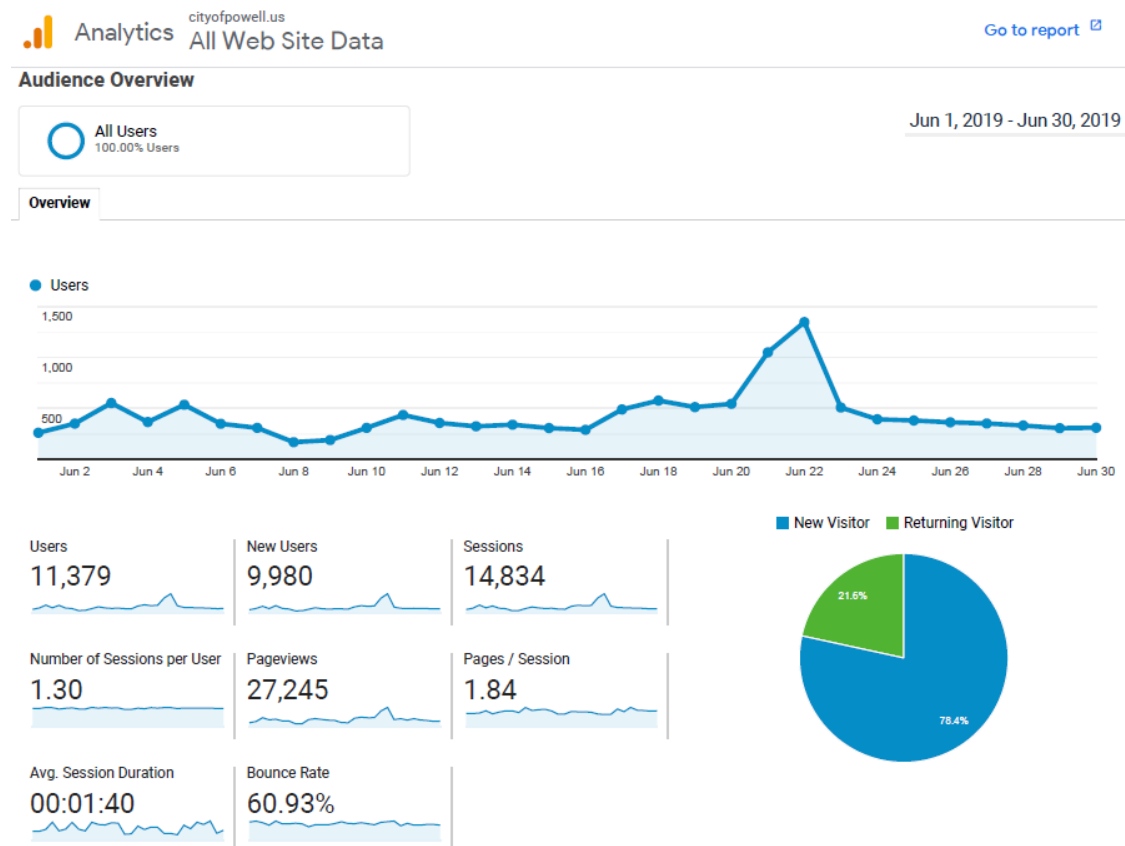 Analytics
cityofpowell.us
All Web Site Data
Go to report
Audience Overview
All Users
100.00% Users
Jun 1, 2019 - Jun 30, 2019
Overview
Users
1,500
1,000
500
Jun 2 Jun 4 Jun 6 Jun 8 Jun 10 Jun 12 Jun 14 Jun 16 Jun 18 Jun 20 Jun 22 Jun 24 Jun 26 Jun 28 Jun 30
New Visitor Returning Visitor
Users
11,379
New Users
9,980
Sessions
14,834
Number of Sessions per User
1.30
Pageviews
27,245
Pages / Session
1.84
Avg. Session Duration
00:01:40
Bounce Rate
60.93%
21.6%
78.4%